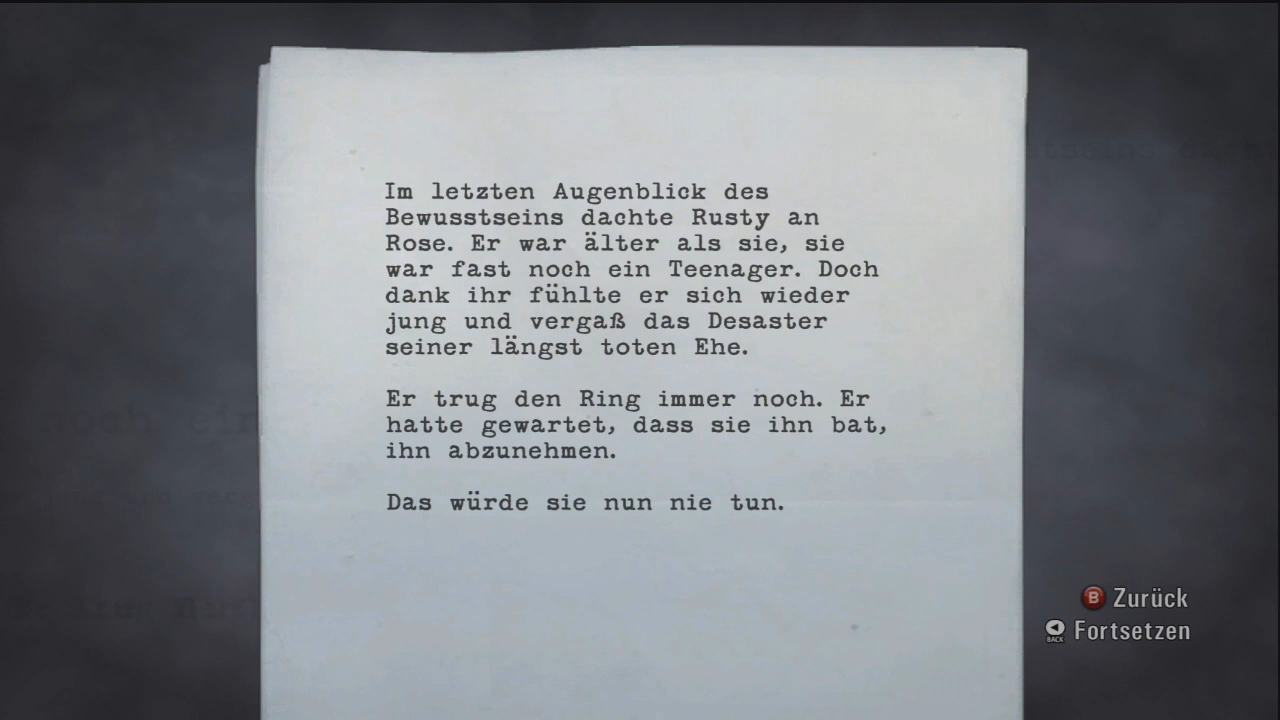 Im letzten Augenblick des
Bewusstseins dachte Rusty an
Rose. Er war älter als sie, sie
war fast noch ein Teenager. Doch
dank ihr fühlte er sich wieder
jung und vergaß das Desaster
seiner längst toten Ehe.
Er trug den Ring immer noch. Er
hatte gewartet, dass sie ihn bat,
ihn abzunehmen.
Das würde sie nun nie tun.
B Zurück
BACK Fortsetzen